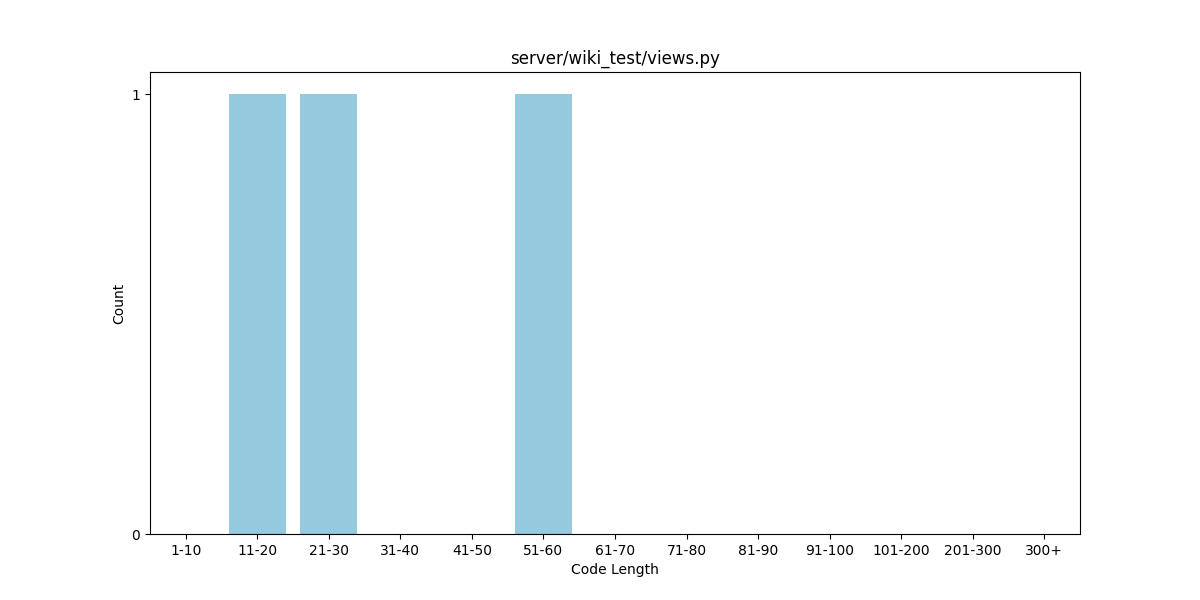 server/wiki_test/views.py
1
0
Count
1-10 11-20 21-30 31-40 41-50 51-60 61-70 71-80 81-90 91-100 101-200 201-300 300+
Code Length